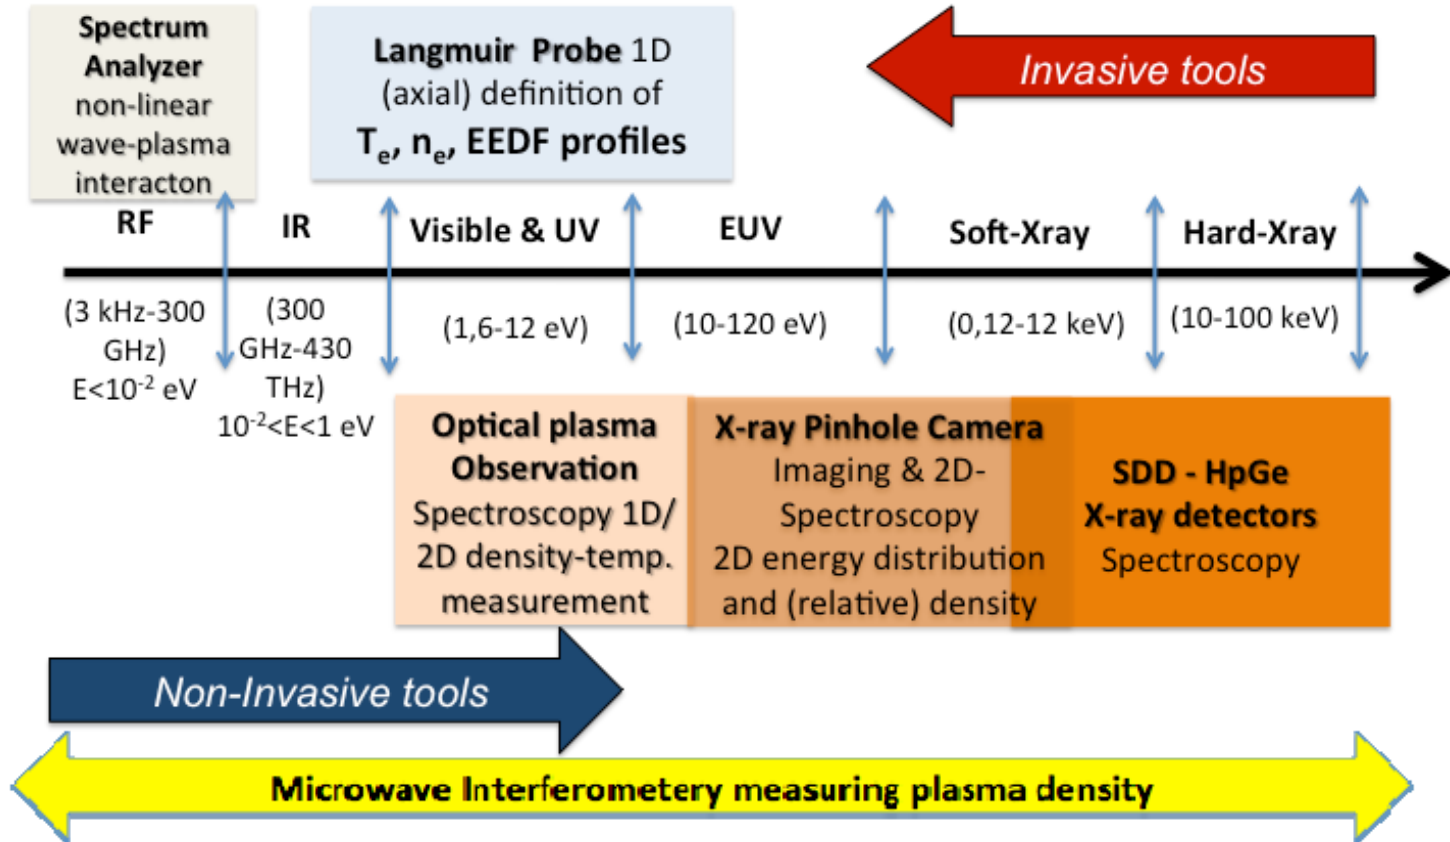 Spectrum
Analyzer
non-linear
wave-plasma
interacton
Langmuir Probe 1D
(axial) definition of
Te, ne, EEDF profiles
Invasive tools
RF
IR
Visible & UV
EUV
Soft-Xray
Hard-Xray
(3 kHz-300
GHz)
E<10⁻² eV
(300
GHz-430
THz)
10⁻²<E<1 eV
(1,6-12 eV)
(10-120 eV)
(0,12-12 keV)
(10-100 keV)
Optical plasma
Observation
Spectroscopy 1D/
2D density-temp.
measurement
X-ray Pinhole Camera
Imaging & 2D-
Spectroscopy
2D energy distribution
and (relative) density
SDD - HpGe
X-ray detectors
Spectroscopy
Non-Invasive tools
Microwave Interferometery measuring plasma density